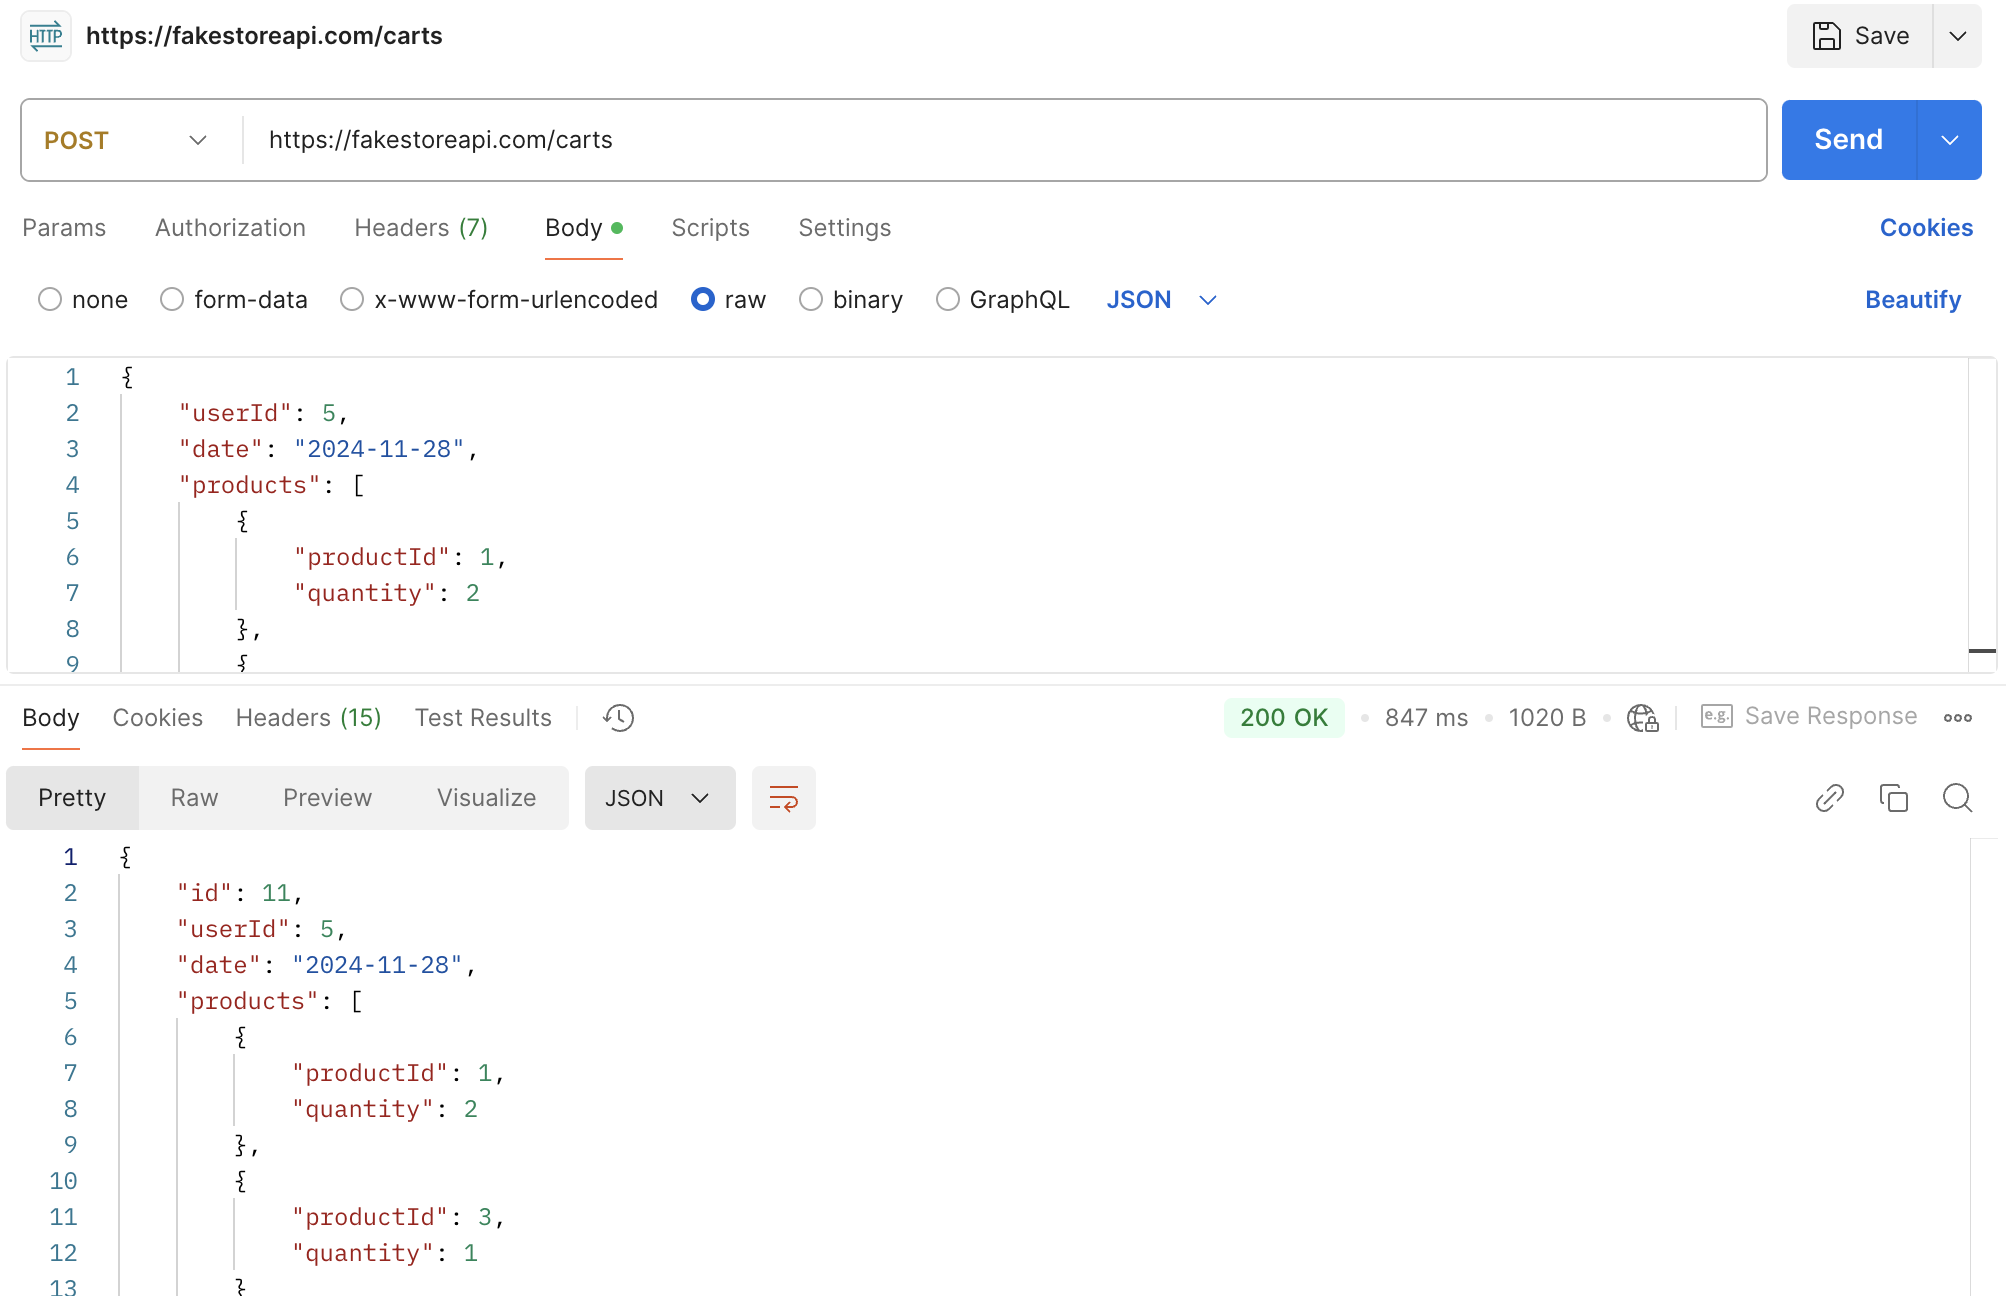 HTTP https://fakestoreapi.com/carts Save
POST https://fakestoreapi.com/carts Send
Params Authorization Headers (7) Body Scripts Settings Cookies
none form-data x-www-form-urlencoded raw binary GraphQL JSON Beautify
1 {
2 "userId": 5,
3 "date": "2024-11-28",
4 "products": [
5 {
6 "productId": 1,
7 "quantity": 2
8 },
9 {
Body Cookies Headers (15) Test Results 200 OK 847 ms 1020 B e.g. Save Response
Pretty Raw Preview Visualize JSON
1 {
2 "id": 11,
3 "userId": 5,
4 "date": "2024-11-28",
5 "products": [
6 {
7 "productId": 1,
8 "quantity": 2
9 },
10 {
11 "productId": 3,
12 "quantity": 1
13 }